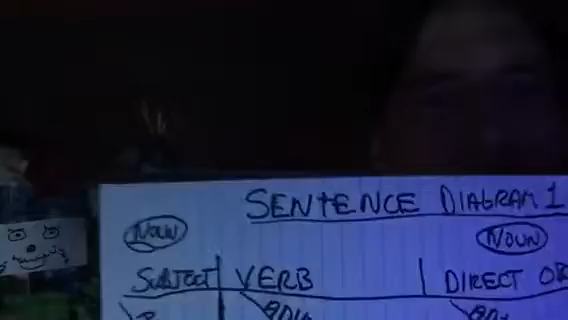 SENTENCE DIAGRAM 1
NOUN NOUN
SUBJECT VERB DIRECT OB